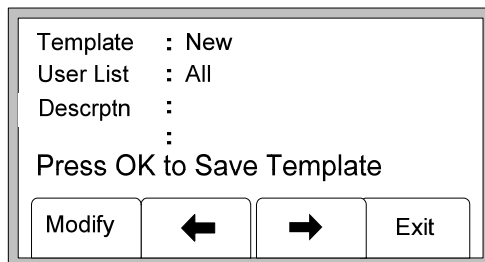 Template : New
User List : All
Descrptn :
:
Press OK to Save Template
Modify ← → Exit